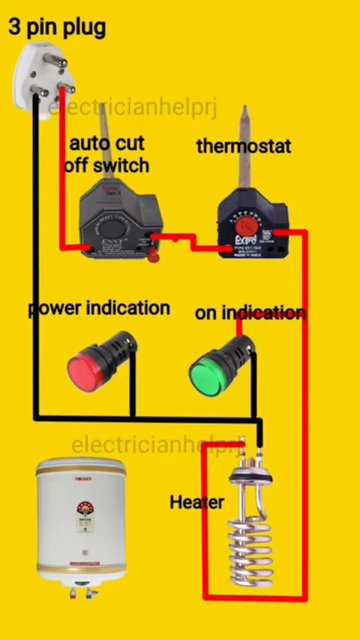 3 pin plug
electricianhelprj
auto cut
off switch
thermostat
power indication
on indication
electricianhelprj
Heater